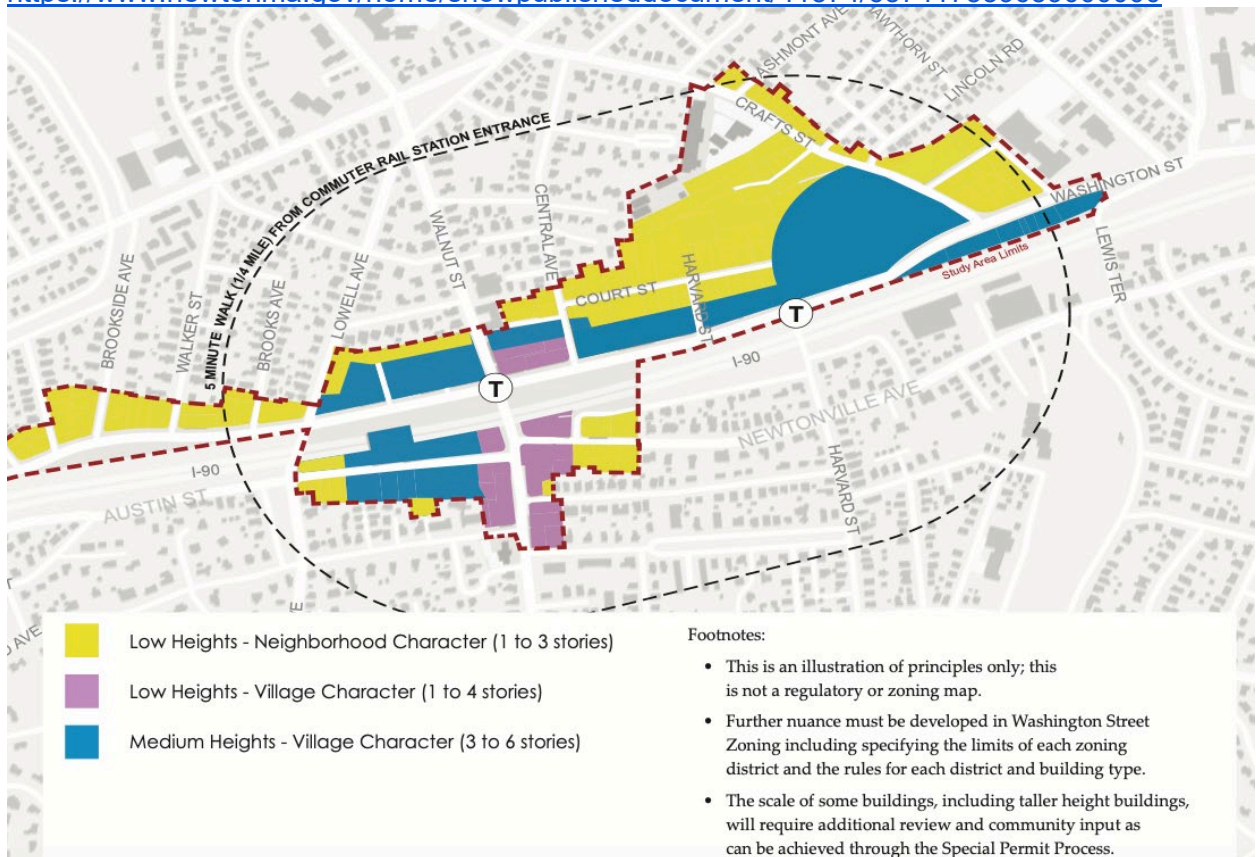 ASHMONT AVE
HAWTHORN ST
LINCOLN RD
CRAFTS ST
5 MINUTE WALK (1/4 MILE) FROM COMMUTER RAIL STATION ENTRANCE
WASHINGTON ST
CENTRAL AVE
WALNUT ST
LOWELL AVE
BROOKS AVE
WALKER ST
BROOKSIDE AVE
HARVARD ST
COURT ST
Study Area Limits
LEWIS TER
T
T
I-90
NEWTONVILLE AVE
HARVARD ST
I-90
AUSTIN ST
Low Heights - Neighborhood Character (1 to 3 stories)
Low Heights - Village Character (1 to 4 stories)
Medium Heights - Village Character (3 to 6 stories)
Footnotes:
• This is an illustration of principles only; this
is not a regulatory or zoning map.
• Further nuance must be developed in Washington Street
Zoning including specifying the limits of each zoning
district and the rules for each district and building type.
• The scale of some buildings, including taller height buildings,
will require additional review and community input as
can be achieved through the Special Permit Process.